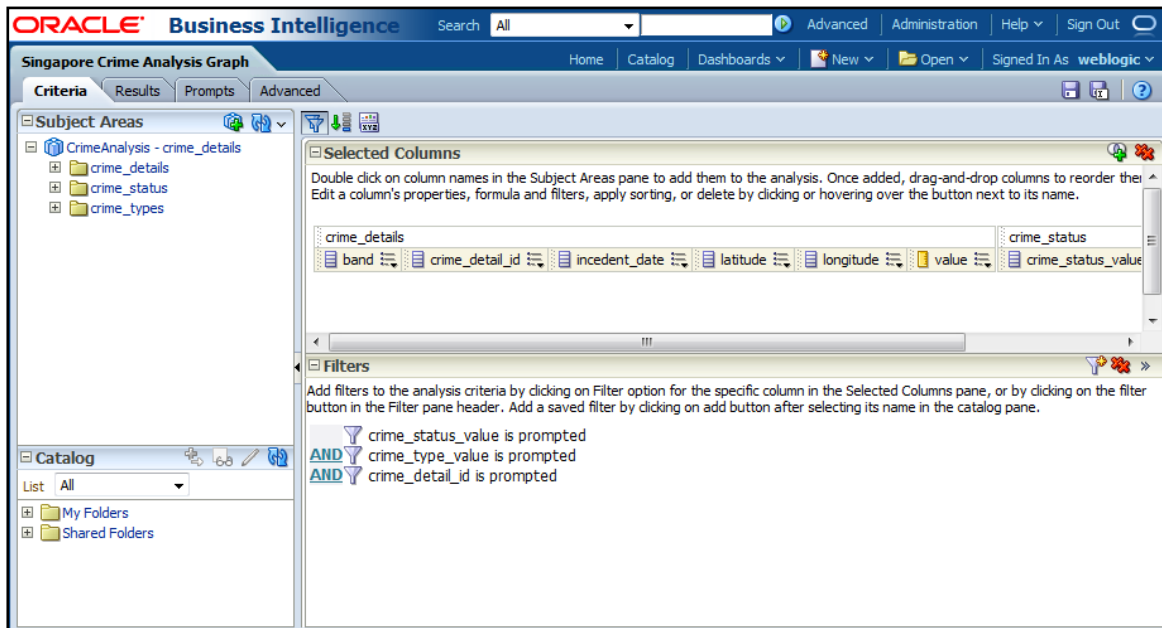 ORACLE® Business Intelligence Search All Advanced Administration Help Sign Out
Singapore Crime Analysis Graph Home Catalog Dashboards New Open Signed In As weblogic
Criteria Results Prompts Advanced
Subject Areas
CrimeAnalysis - crime_details
crime_details
crime_status
crime_types
Selected Columns
Double click on column names in the Subject Areas pane to add them to the analysis. Once added, drag-and-drop columns to reorder ther
Edit a column's properties, formula and filters, apply sorting, or delete by clicking or hovering over the button next to its name.
crime_details crime_status
band crime_detail_id incedent_date latitude longitude value crime_status_value
Filters
Add filters to the analysis criteria by clicking on Filter option for the specific column in the Selected Columns pane, or by clicking on the filter
button in the Filter pane header. Add a saved filter by clicking on add button after selecting its name in the catalog pane.
crime_status_value is prompted
AND crime_type_value is prompted
AND crime_detail_id is prompted
Catalog
List All
My Folders
Shared Folders